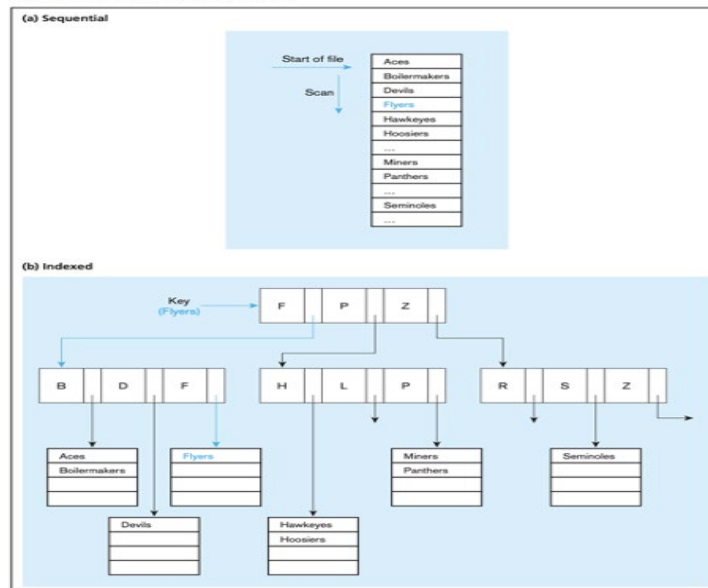 (a) Sequential
Start of file
Scan
Aces
Boilermakers
Devils
Flyers
Hawkeyes
Hoosiers
...
Miners
Panthers
...
Seminoles
...
(b) Indexed
Key
(Flyers)
F P Z
B D F
H L P
R S Z
Aces
Boilermakers
Flyers
Miners
Panthers
Seminoles
Devils
Hawkeyes
Hoosiers